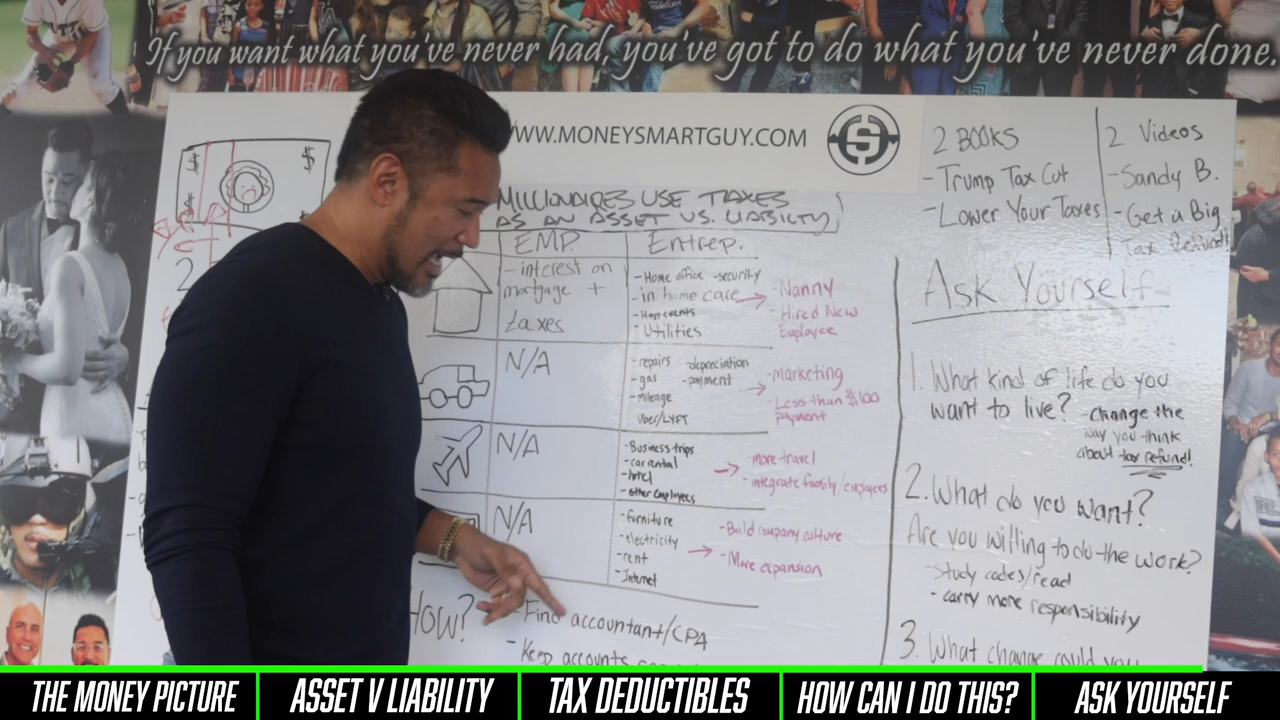 If you want what you've never had, you've got to do what you've never done.
WWW.MONEYSMARTGUY.COM
$ $
$
MILLIONAIRES USE TAXES
AS AN ASSET VS. LIABILITY
EMP
Entrep.
- interest on
mortgage +
taxes
- Home office - security
- in home care
- Host events
- Utilities
- Nanny
- Hired New
Employee
N/A
- repairs - depreciation
- gas - payment
- Mileage
Uber/LYFT
- Marketing
- Less than $100
payment
N/A
- Business trips
- car rental
- hotel
- other employees
- More travel
- integrate family/employees
N/A
- furniture
- electricity
- rent
- Internet
- Build company culture
- More expansion
How?
- Find accountant/CPA
- Keep accounts
2 BOOKS
- Trump Tax Cut
- Lower Your Taxes
2 Videos
- Sandy B.
- Get a Big
Tax Refund!
Ask Yourself
1. What kind of life do you
want to live?
- Change the
way you think
about tax refund!
2. What do you want?
Are you willing to do the work?
- Study codes/read
- carry more responsibility
3. What change could you
THE MONEY PICTURE
ASSET V LIABILITY
TAX DEDUCTIBLES
HOW CAN I DO THIS?
ASK YOURSELF